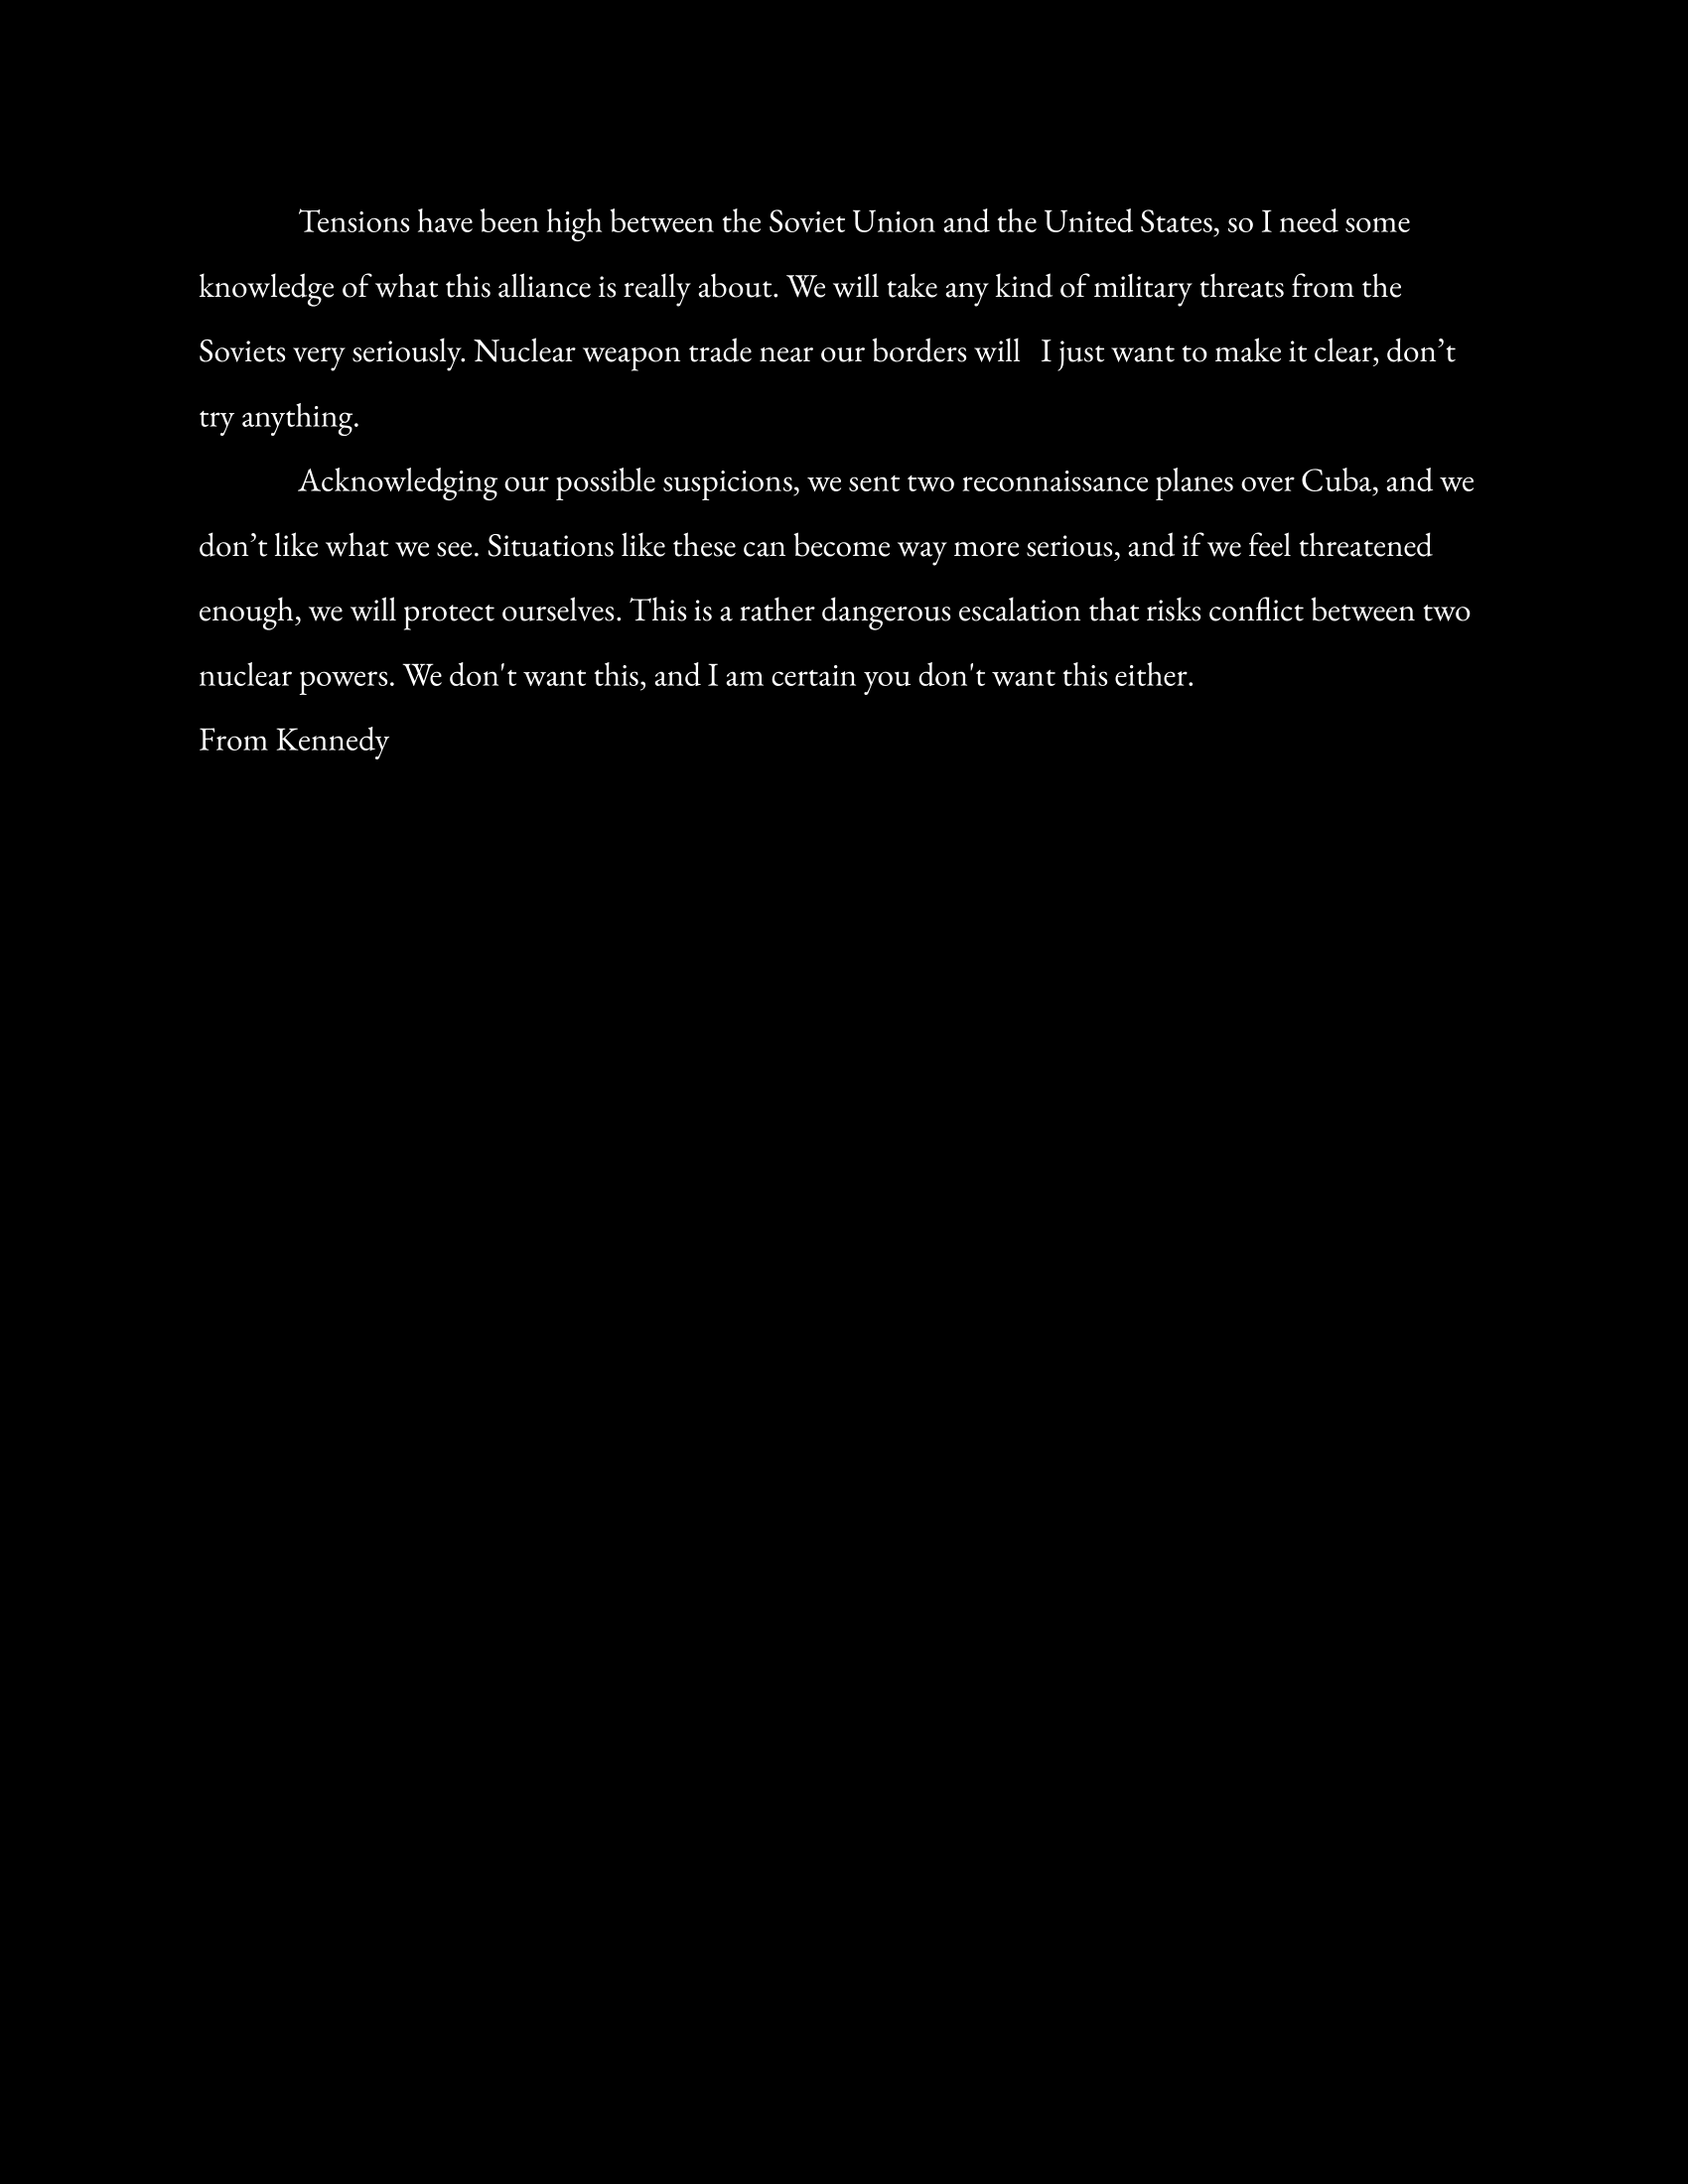 Tensions have been high between the Soviet Union and the United States, so I need some
knowledge of what this alliance is really about. We will take any kind of military threats from the
Soviets very seriously. Nuclear weapon trade near our borders will   I just want to make it clear, don’t
try anything.
Acknowledging our possible suspicions, we sent two reconnaissance planes over Cuba, and we
don’t like what we see. Situations like these can become way more serious, and if we feel threatened
enough, we will protect ourselves. This is a rather dangerous escalation that risks conflict between two
nuclear powers. We don't want this, and I am certain you don't want this either.
From Kennedy